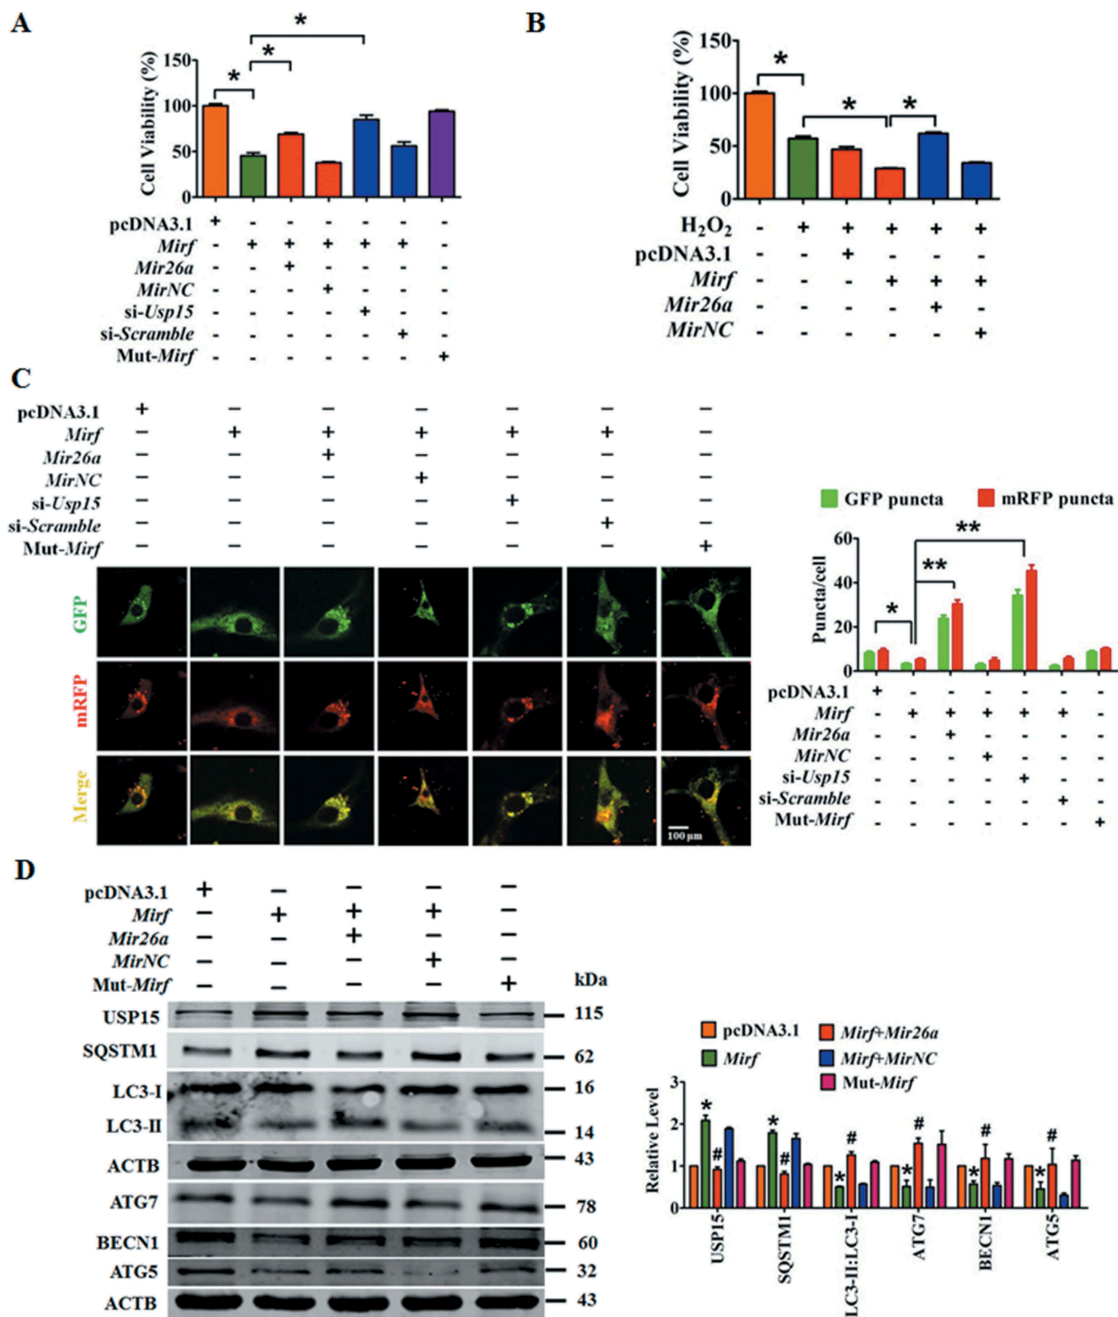 A
Cell Viability (%)
150
100
50
0
* * *
pcDNA3.1 + - - - - - -
Mirf - + + + + + -
Mir26a - - + - - - -
MirNC - - - + - - -
si-Usp15 - - - - + - -
si-Scramble - - - - - + -
Mut-Mirf - - - - - - +
B
Cell Viability (%)
150
100
50
0
* * *
H2O2 - + + + + +
pcDNA3.1 - - + - - -
Mirf - - - + + +
Mir26a - - - - + -
MirNC - - - - - +
C
pcDNA3.1 + – – – – – –
Mirf – + + + + + –
Mir26a – – + – – – –
MirNC – – – + – – –
si-Usp15 – – – – + – –
si-Scramble – – – – – + –
Mut-Mirf – – – – – – +
GFP
mRFP
Merge
100 µm
GFP puncta mRFP puncta
Puncta/cell
60
40
20
0
* ** **
pcDNA3.1 + - - - - - -
Mirf - + + + + + -
Mir26a - - + - - - -
MirNC - - - + - - -
si-Usp15 - - - - + - -
si-Scramble - - - - - + -
Mut-Mirf - - - - - - +
D
pcDNA3.1 + – – – –
Mirf – + + + –
Mir26a – – + – –
MirNC – – – + –
Mut-Mirf – – – – +
kDa
USP15 115
SQSTM1 62
LC3-I 16
LC3-II 14
ACTB 43
ATG7 78
BECN1 60
ATG5 32
ACTB 43
pcDNA3.1 Mirf+Mir26a
Mirf Mirf+MirNC
Mut-Mirf
Relative Level
3
2
1
0
* # * # * # * # * # * #
USP15
SQSTM1
LC3-II:LC3-I
ATG7
BECN1
ATG5